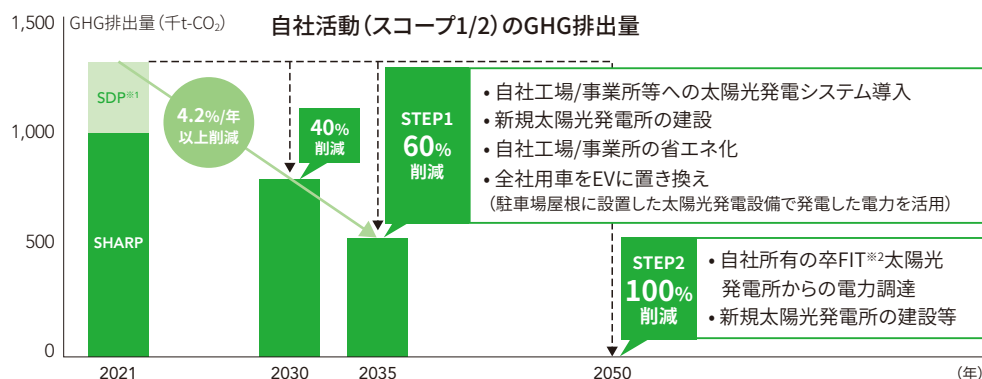 自社活動（スコープ1/2）のGHG排出量
GHG排出量（千t-CO₂）
1,500
1,000
500
0
SDP※1
SHARP
4.2%/年
以上削減
40%
削減
STEP1
60%
削減
• 自社工場/事業所等への太陽光発電システム導入
• 新規太陽光発電所の建設
• 自社工場/事業所の省エネ化
• 全社用車をEVに置き換え
（駐車場屋根に設置した太陽光発電設備で発電した電力を活用）
STEP2
100%
削減
• 自社所有の卒FIT※2太陽光
発電所からの電力調達
• 新規太陽光発電所の建設等
2021
2030
2035
2050
（年）